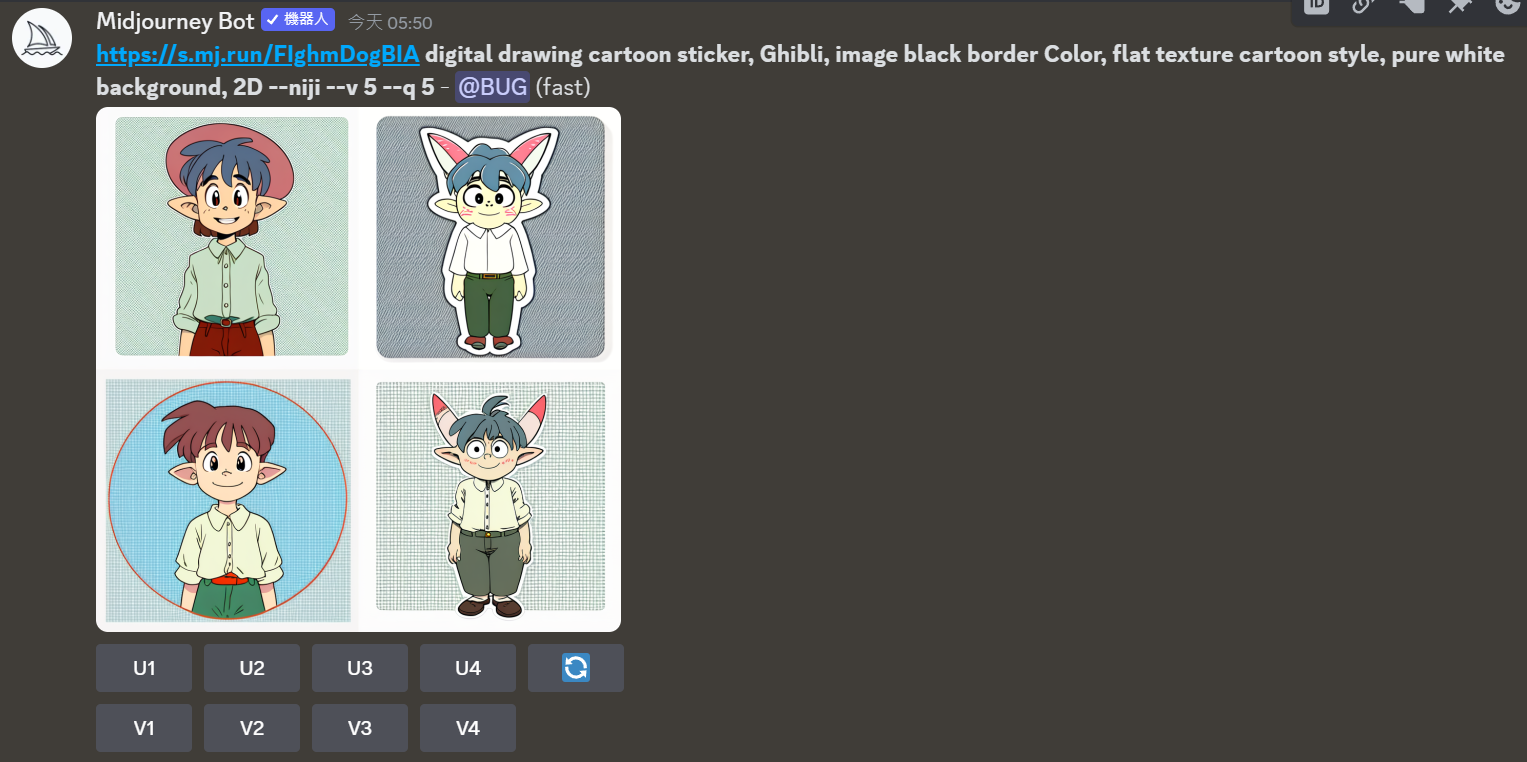 Midjourney Bot ✓ 機器人 今天 05:50
https://s.mj.run/FIghmDogBIA digital drawing cartoon sticker, Ghibli, image black border Color, flat texture cartoon style, pure white
background, 2D --niji --v 5 --q 5 - @BUG (fast)
U1 U2 U3 U4
V1 V2 V3 V4